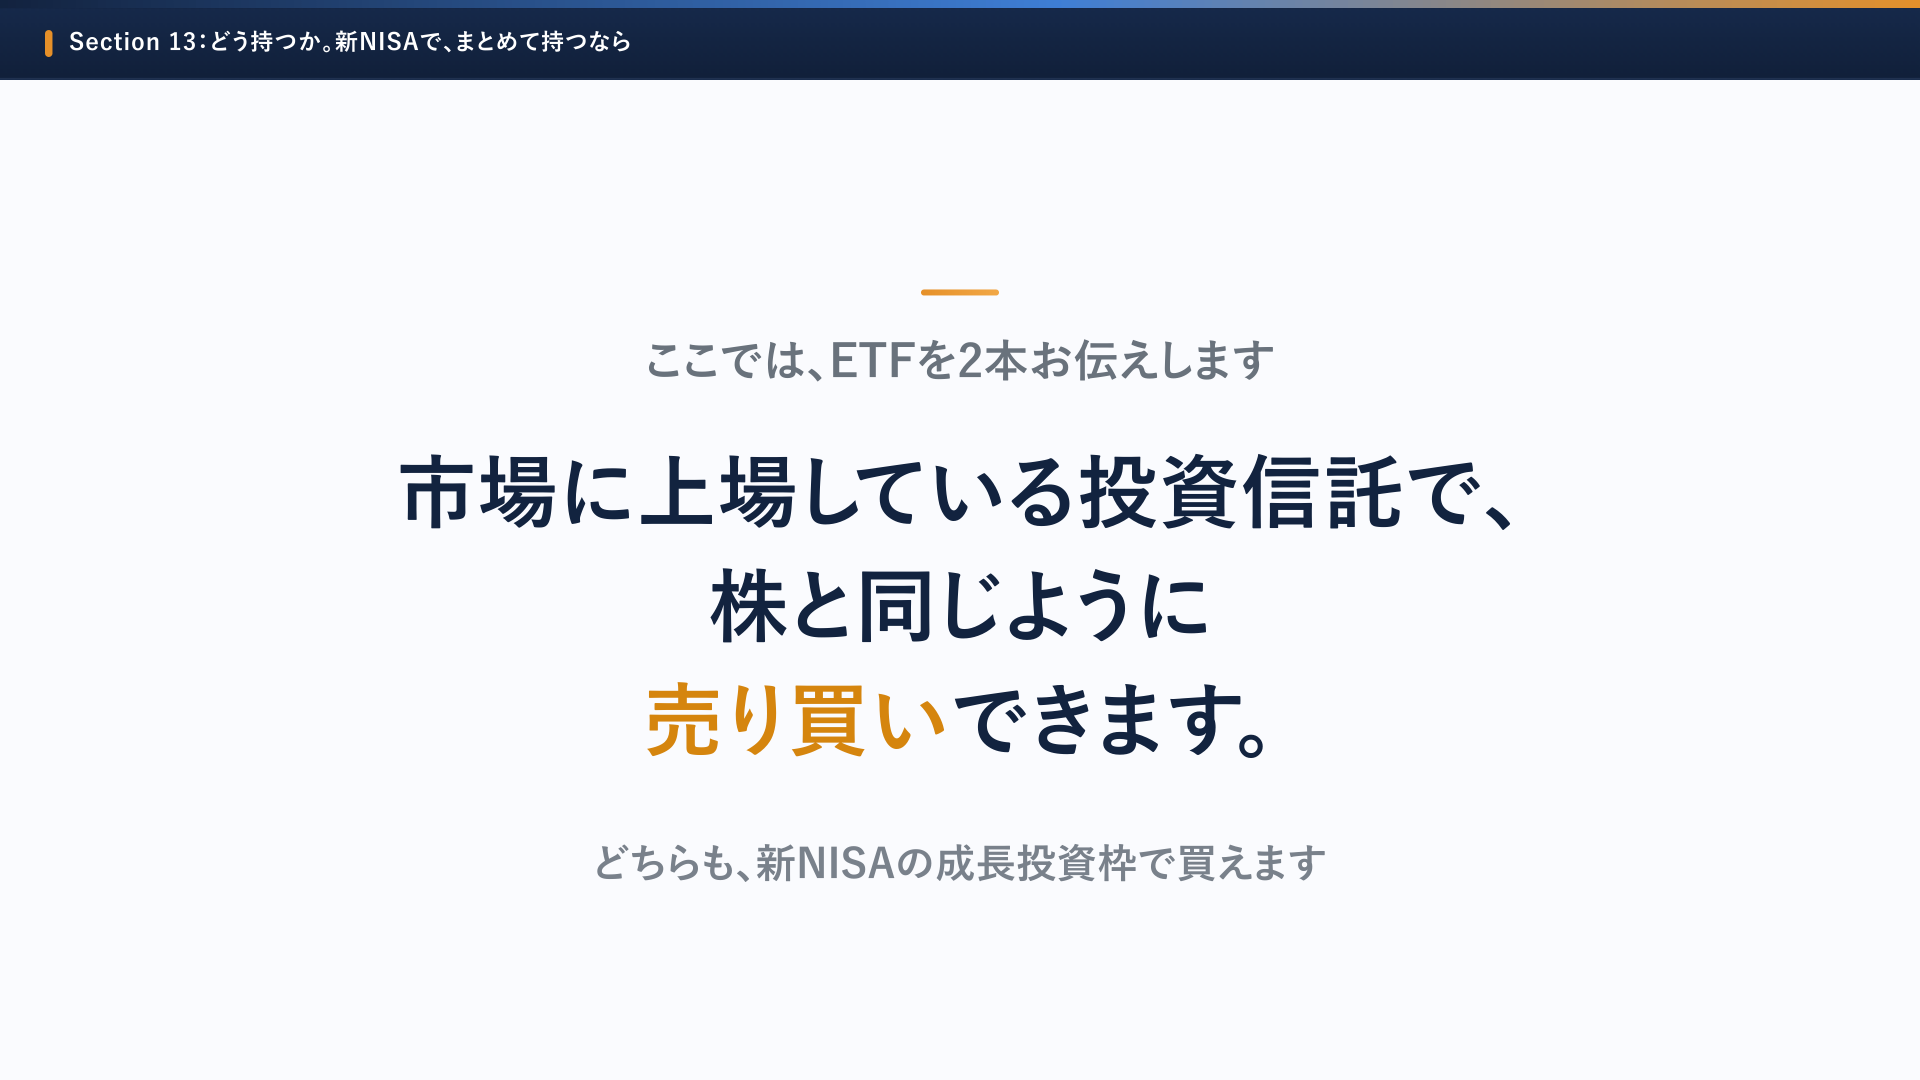 Section 13：どう持つか。新NISAで、まとめて持つなら
ここでは、ETFを2本お伝えします
市場に上場している投資信託で、
株と同じように
売り買いできます。
どちらも、新NISAの成長投資枠で買えます